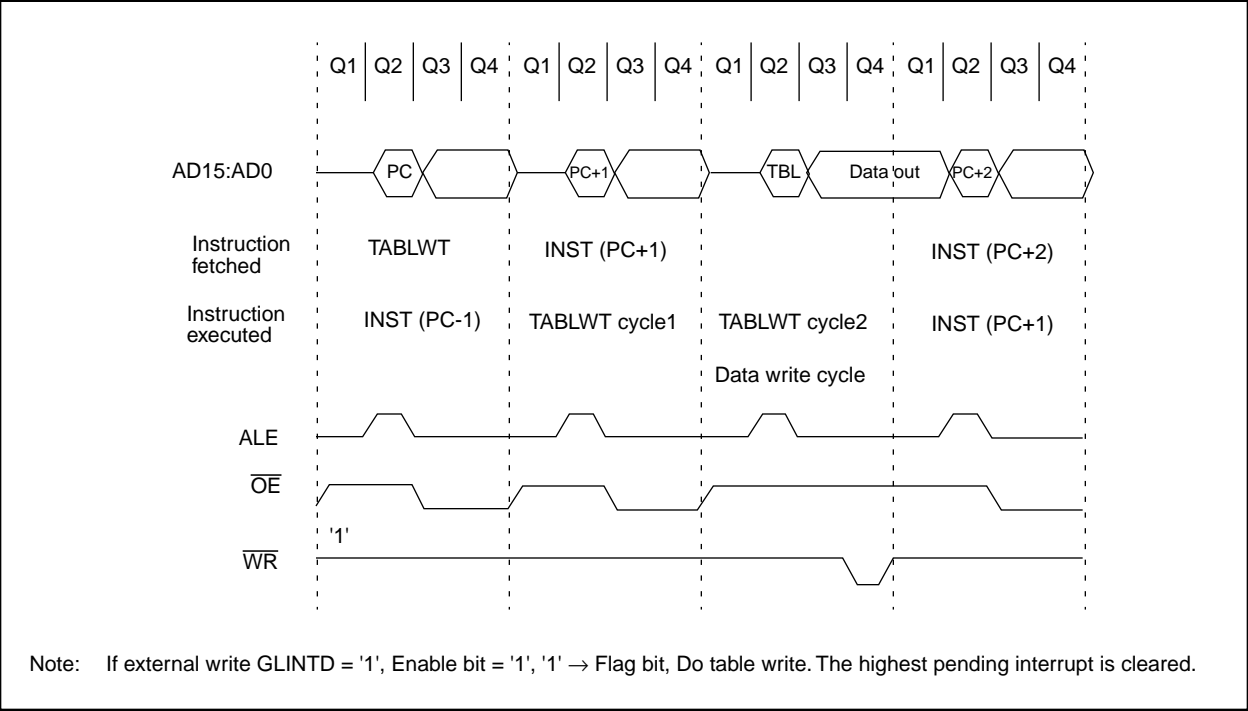 Q1 Q2 Q3 Q4 Q1 Q2 Q3 Q4 Q1 Q2 Q3 Q4 Q1 Q2 Q3 Q4
AD15:AD0 PC PC+1 TBL Data out PC+2
Instruction
fetched
TABLWT INST (PC+1) INST (PC+2)
Instruction
executed
INST (PC-1) TABLWT cycle1 TABLWT cycle2 INST (PC+1)
Data write cycle
ALE
OE
'1'
WR
Note: If external write GLINTD = '1', Enable bit = '1', '1' → Flag bit, Do table write. The highest pending interrupt is cleared.